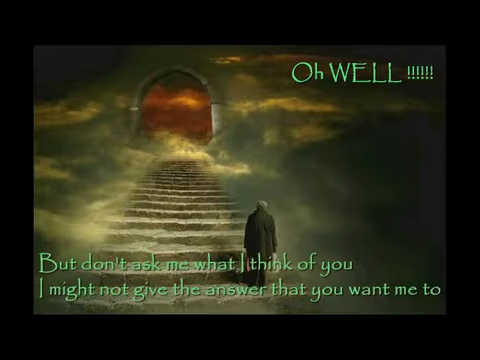 Oh WELL !!!!!!
But don't ask me what I think of you
I might not give the answer that you want me to